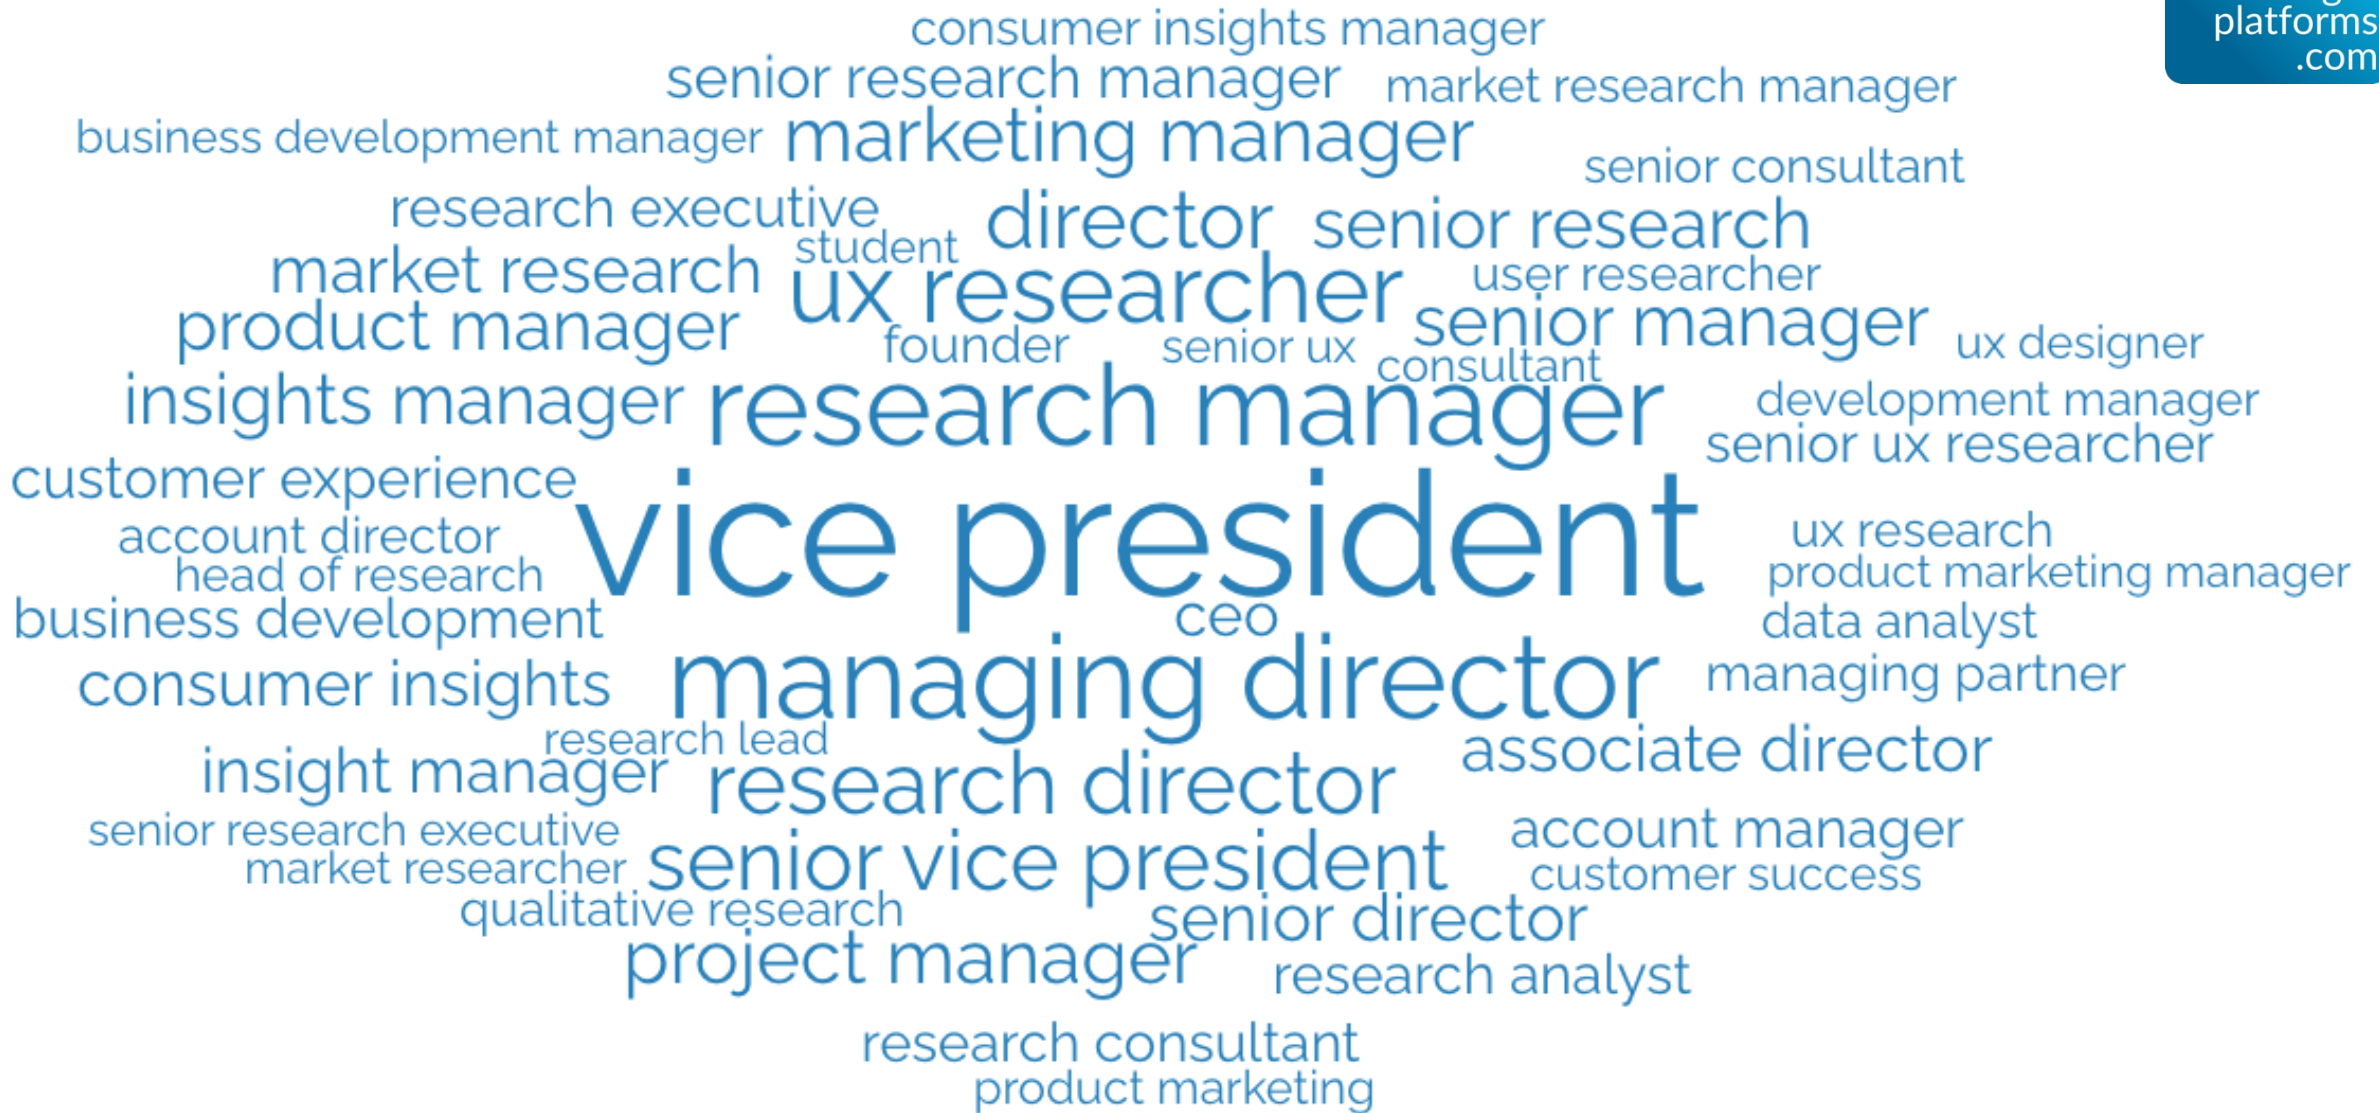 platforms
.com
consumer insights manager
senior research manager
market research manager
business development manager
marketing manager
senior consultant
research executive
director
senior research
student
market research
ux researcher
user researcher
product manager
senior manager
founder
senior ux
ux designer
consultant
insights manager
research manager
development manager
senior ux researcher
customer experience
vice president
account director
ux research
head of research
product marketing manager
business development
ceo
data analyst
consumer insights
managing director
managing partner
research lead
associate director
insight manager
research director
senior research executive
account manager
market researcher
senior vice president
customer success
qualitative research
senior director
project manager
research analyst
research consultant
product marketing